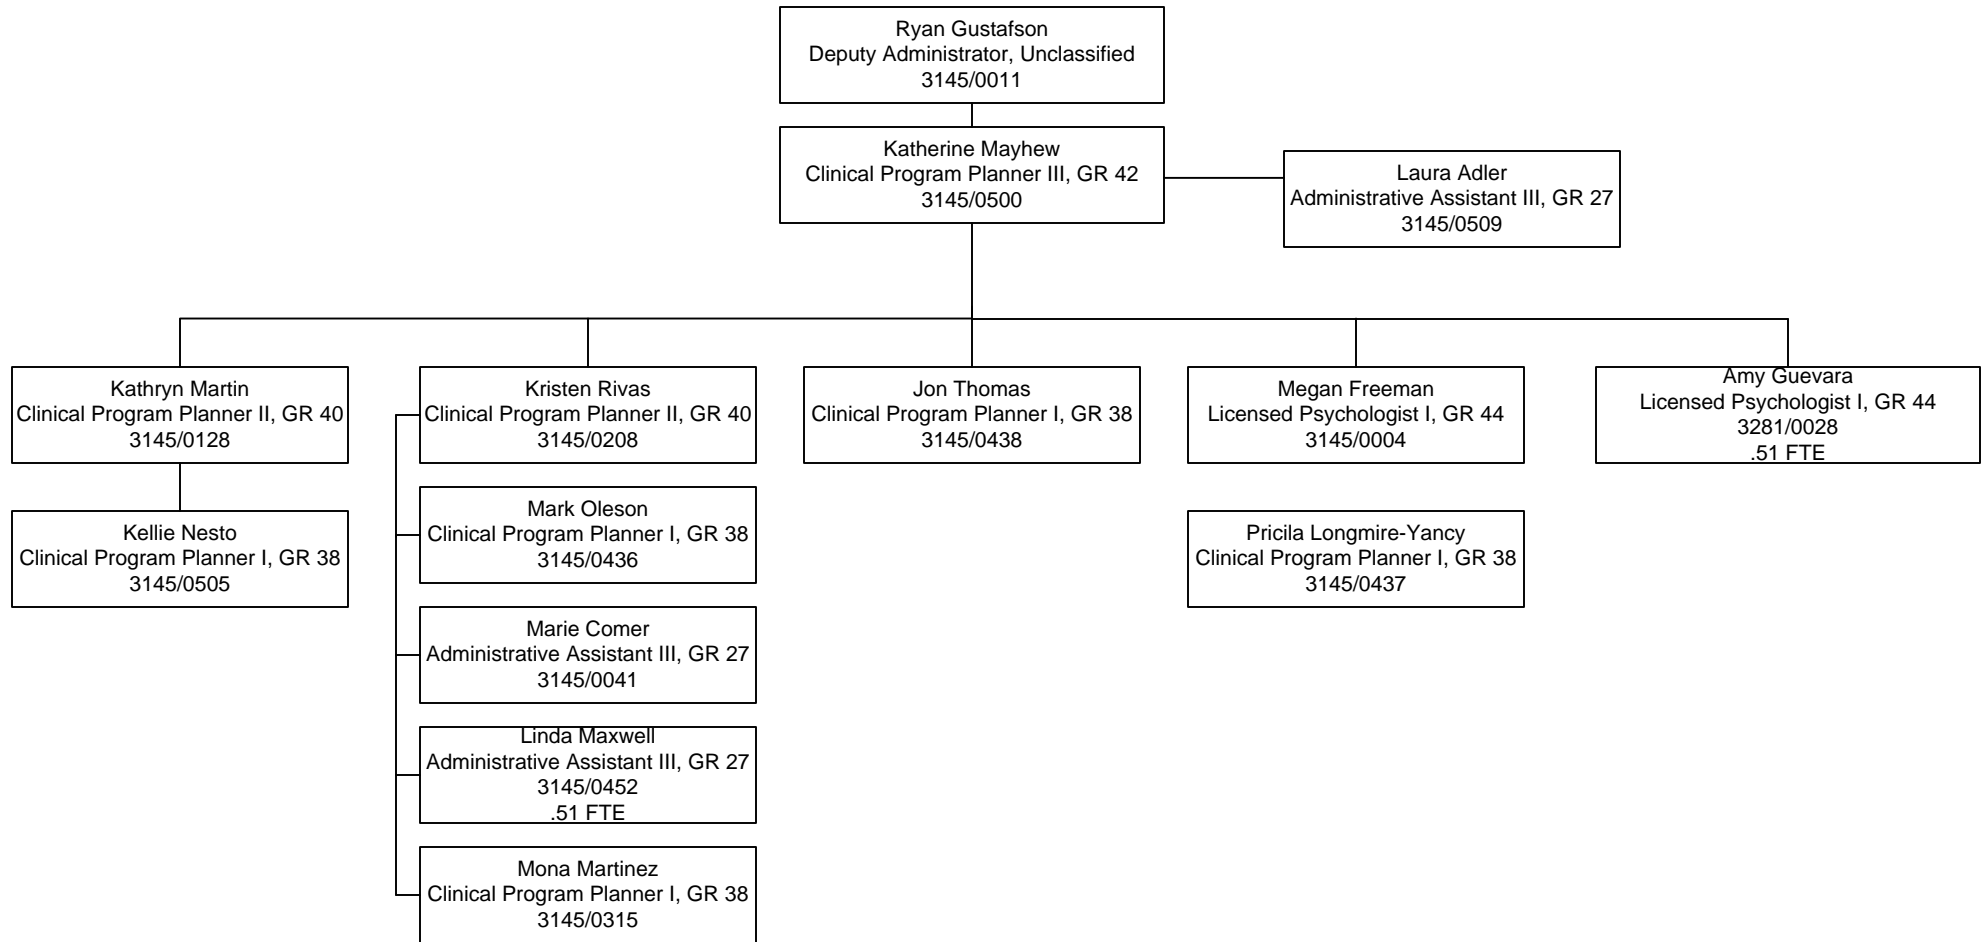 Ryan Gustafson
Deputy Administrator, Unclassified
3145/0011
Katherine Mayhew
Clinical Program Planner III, GR 42
3145/0500
Laura Adler
Administrative Assistant III, GR 27
3145/0509
Kathryn Martin
Clinical Program Planner II, GR 40
3145/0128
Kristen Rivas
Clinical Program Planner II, GR 40
3145/0208
Jon Thomas
Clinical Program Planner I, GR 38
3145/0438
Megan Freeman
Licensed Psychologist I, GR 44
3145/0004
Amy Guevara
Licensed Psychologist I, GR 44
3281/0028
.51 FTE
Kellie Nesto
Clinical Program Planner I, GR 38
3145/0505
Mark Oleson
Clinical Program Planner I, GR 38
3145/0436
Pricila Longmire-Yancy
Clinical Program Planner I, GR 38
3145/0437
Marie Comer
Administrative Assistant III, GR 27
3145/0041
Linda Maxwell
Administrative Assistant III, GR 27
3145/0452
.51 FTE
Mona Martinez
Clinical Program Planner I, GR 38
3145/0315